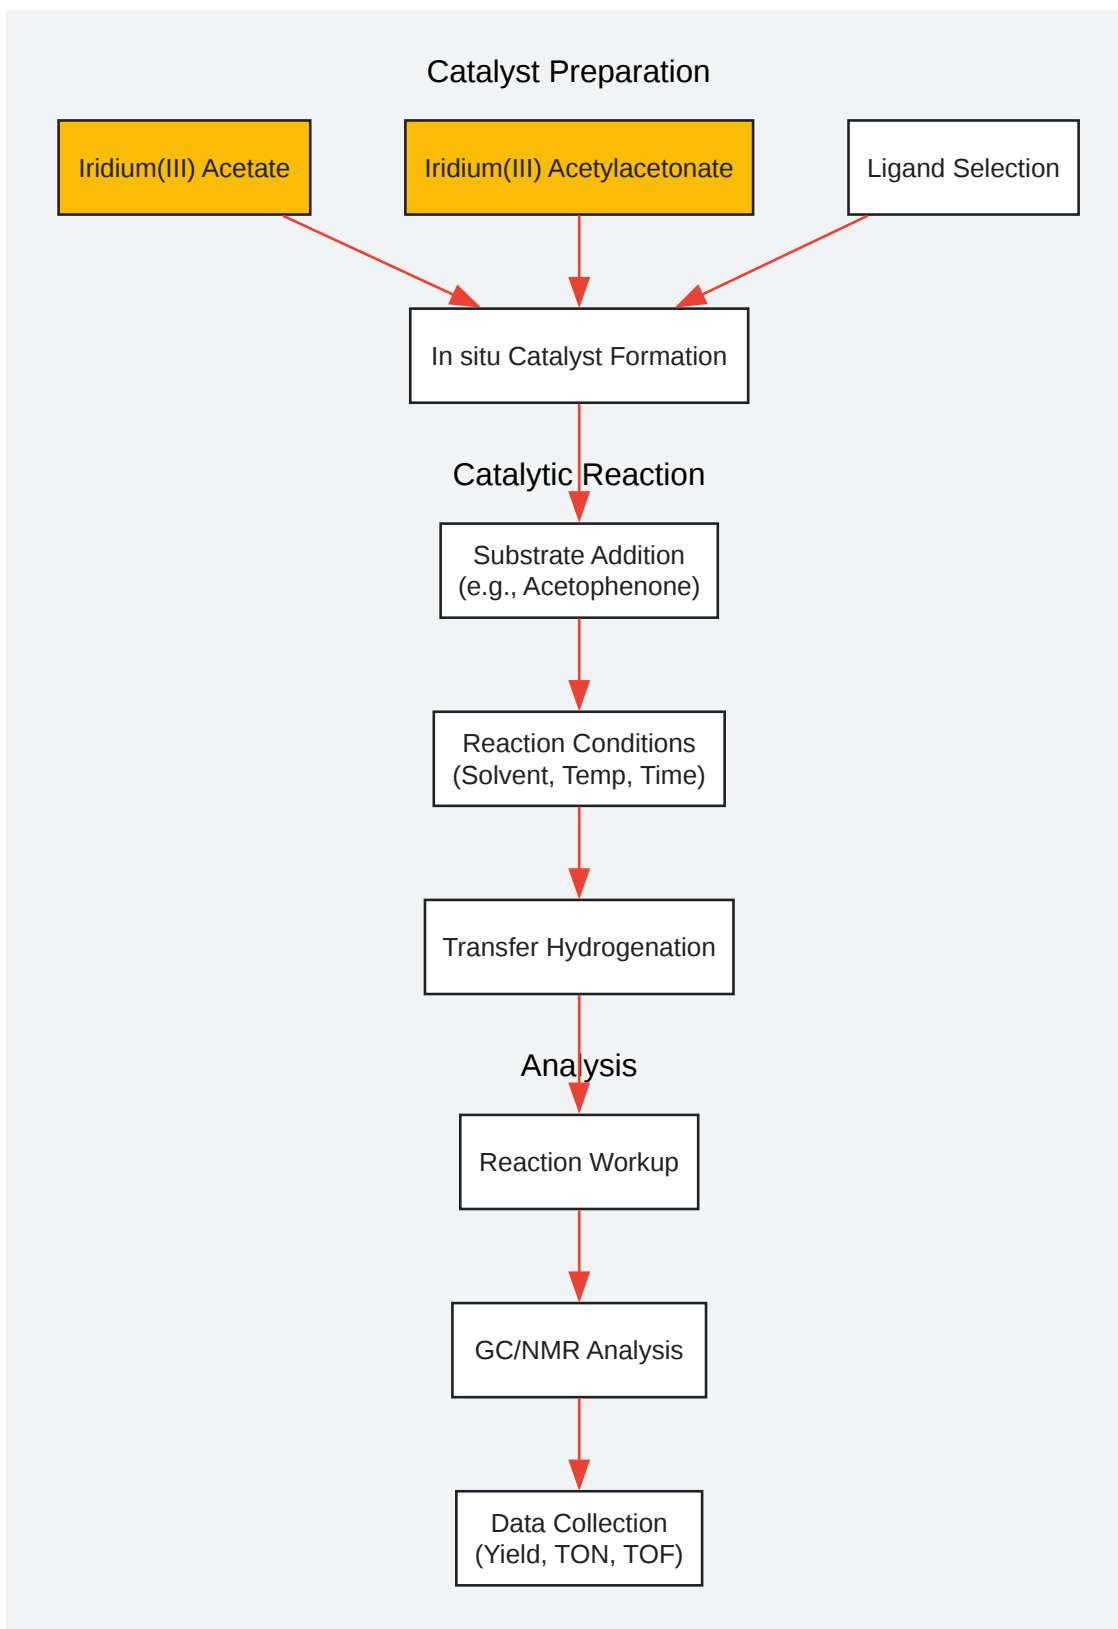 Catalyst Preparation
Iridium(III) Acetate
Iridium(III) Acetylacetonate
Ligand Selection
In situ Catalyst Formation
Catalytic Reaction
Substrate Addition
(e.g., Acetophenone)
Reaction Conditions
(Solvent, Temp, Time)
Transfer Hydrogenation
Analysis
Reaction Workup
GC/NMR Analysis
Data Collection
(Yield, TON, TOF)